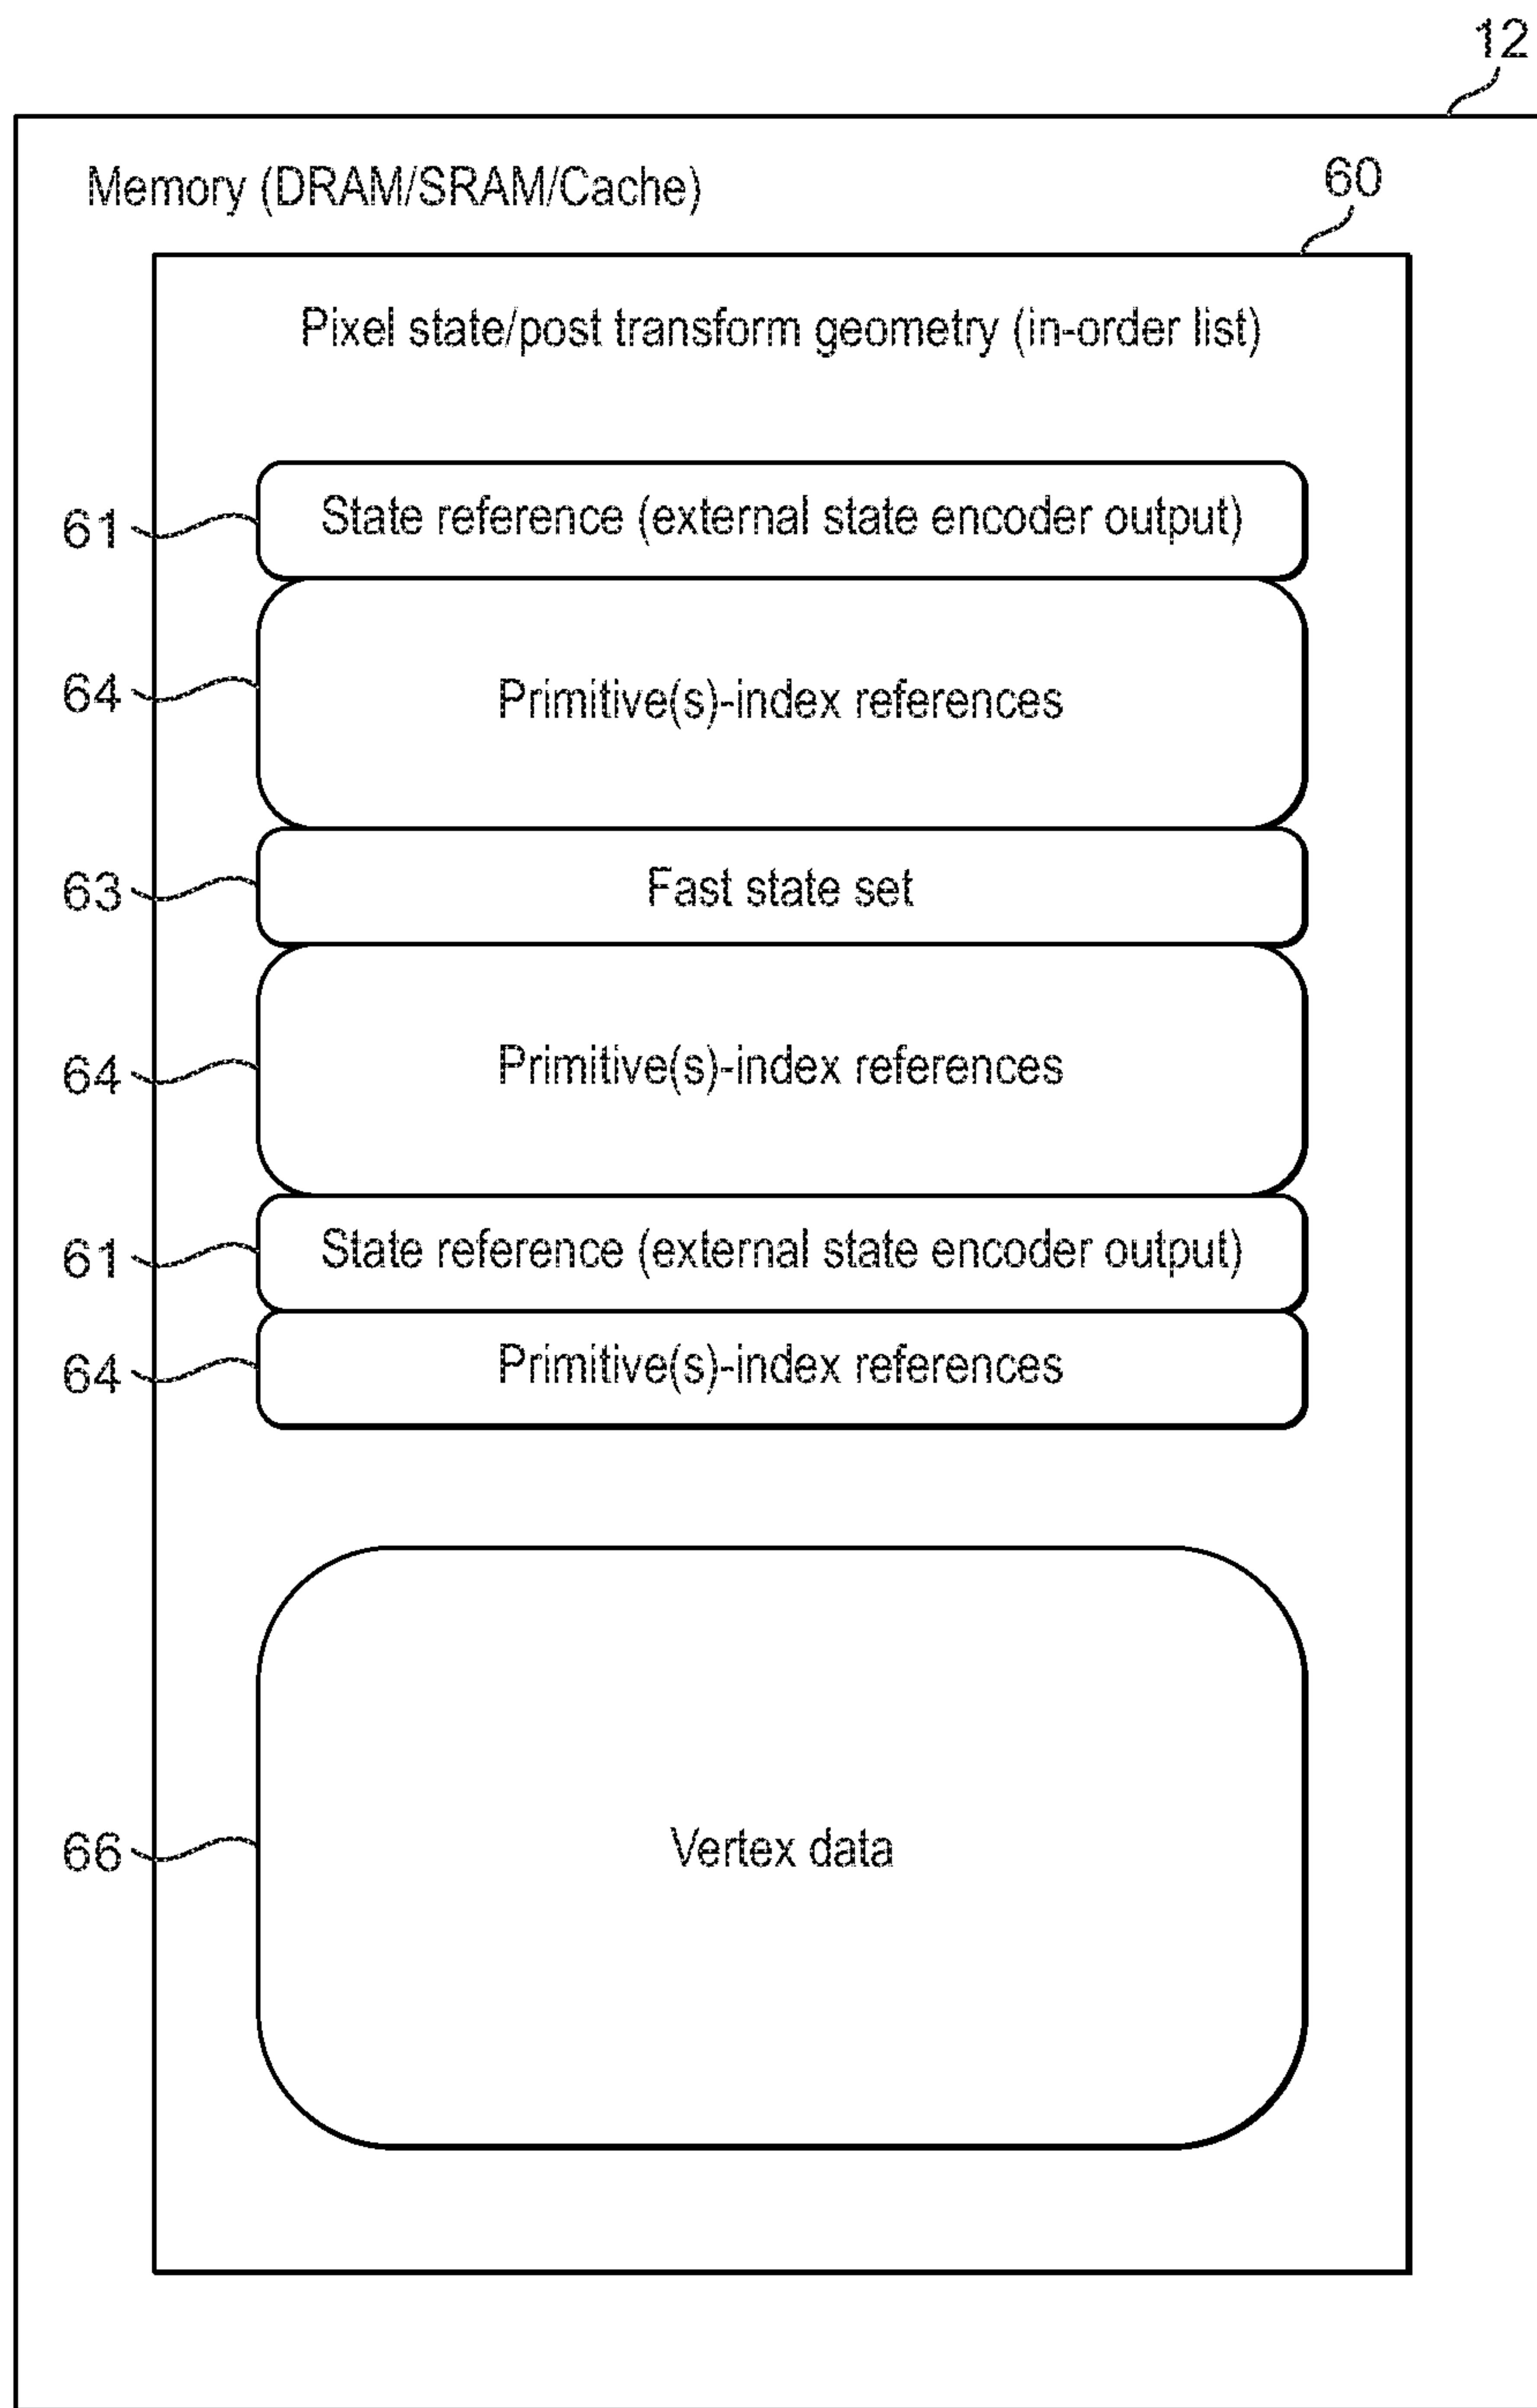 12
Memory (DRAM/SRAM/Cache)
60
Pixel state/post transform geometry (in-order list)
61
State reference (external state encoder output)
64
Primitive(s)-index references
63
Fast state set
64
Primitive(s)-index references
61
State reference (external state encoder output)
64
Primitive(s)-index references
66
Vertex data